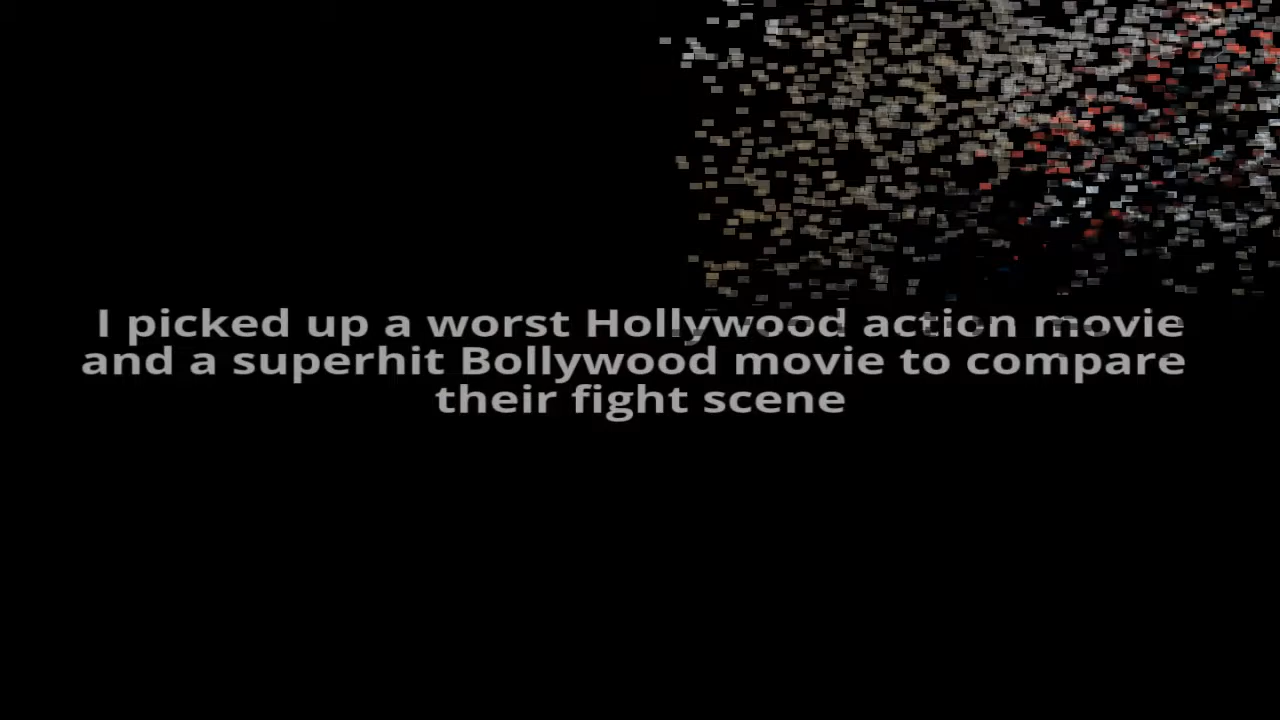 I picked up a worst Hollywood action movie
and a superhit Bollywood movie to compare
their fight scene